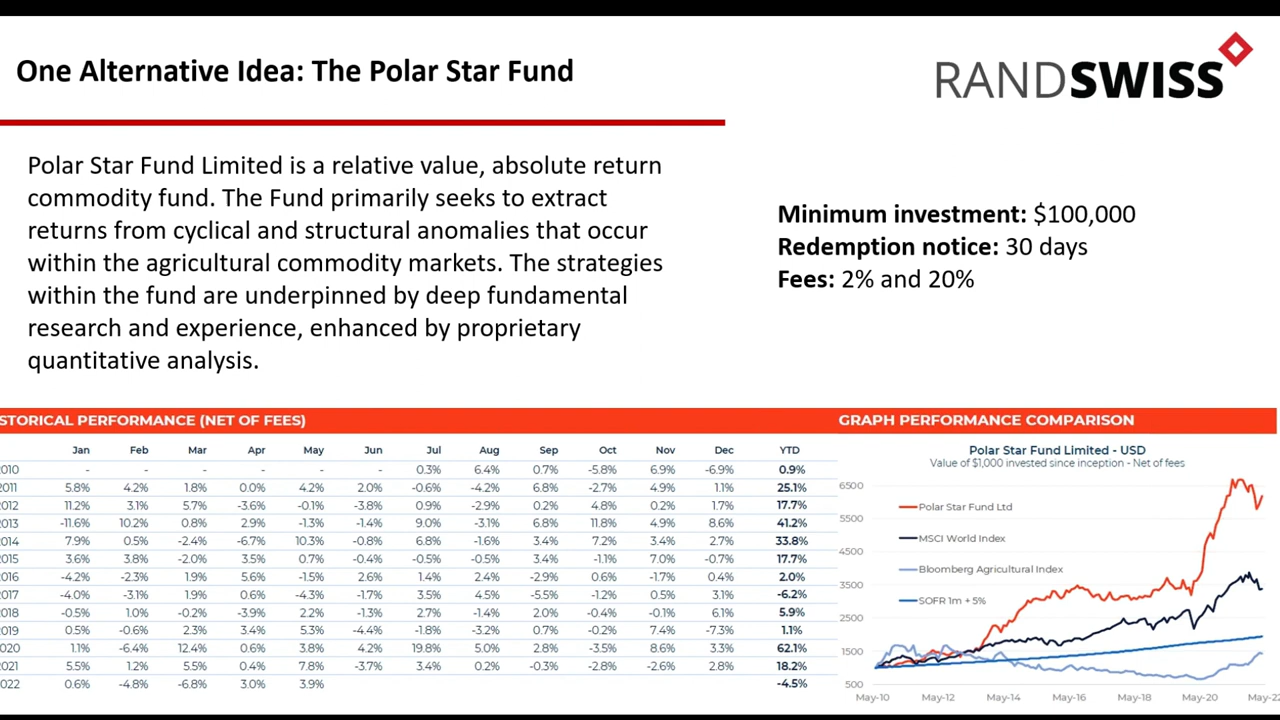 One Alternative Idea: The Polar Star Fund
RANDSWISS
Polar Star Fund Limited is a relative value, absolute return
commodity fund. The Fund primarily seeks to extract
returns from cyclical and structural anomalies that occur
within the agricultural commodity markets. The strategies
within the fund are underpinned by deep fundamental
research and experience, enhanced by proprietary
quantitative analysis.
Minimum investment: $100,000
Redemption notice: 30 days
Fees: 2% and 20%
STORICAL PERFORMANCE (NET OF FEES)
Jan Feb Mar Apr May Jun Jul Aug Sep Oct Nov Dec YTD
2010 - - - - - - 0.3% 6.4% 0.7% -5.8% 6.9% -6.9% 0.9%
2011 5.8% 4.2% 1.8% 0.0% 4.2% 2.0% -0.6% -4.2% 6.8% -2.7% 4.9% 1.1% 25.1%
2012 11.2% 3.1% 5.7% -3.6% -0.1% -3.8% 0.9% -2.9% 0.2% 4.8% 0.2% 1.7% 17.7%
2013 -11.6% 10.2% 0.8% 2.9% -1.3% -1.4% 9.0% -3.1% 6.8% 11.8% 4.9% 8.6% 41.2%
2014 7.9% 0.5% -2.4% -6.7% 10.3% -0.8% 6.8% -1.6% 3.4% 7.2% 3.4% 2.7% 33.8%
2015 3.6% 3.8% -2.0% 3.5% 0.7% -0.4% -0.5% -0.5% 3.4% -1.1% 7.0% -0.7% 17.7%
2016 -4.2% -2.3% 1.9% 5.6% -1.5% 2.6% 1.4% 2.4% -2.9% 0.6% -1.7% 0.4% 2.0%
2017 -4.0% -3.1% 1.9% 0.6% -4.3% -1.7% 3.5% 4.5% -5.5% -1.2% 0.5% 3.1% -6.2%
2018 -0.5% 1.0% -0.2% -3.9% 2.2% -1.3% 2.7% -1.4% 2.0% -0.4% -0.1% 6.1% 5.9%
2019 0.5% -0.6% 2.3% 3.4% 5.3% -4.4% -1.8% -3.2% 0.7% -0.2% 7.4% -7.3% 1.1%
020 1.1% -6.4% 12.4% 0.6% 3.8% 4.2% 19.8% 5.0% 2.8% -3.5% 8.6% 3.3% 62.1%
2021 5.5% 1.2% 5.5% 0.4% 7.8% -3.7% 3.4% 0.2% -0.3% -2.8% -2.6% 2.8% 18.2%
022 0.6% -4.8% -6.8% 3.0% 3.9% -4.5%
GRAPH PERFORMANCE COMPARISON
Polar Star Fund Limited - USD
Value of $1,000 invested since inception - Net of fees
6500
5500
4500
3500
2500
1500
500
Polar Star Fund Ltd
MSCI World Index
Bloomberg Agricultural Index
SOFR 1m + 5%
May-10 May-12 May-14 May-16 May-18 May-20 May-22